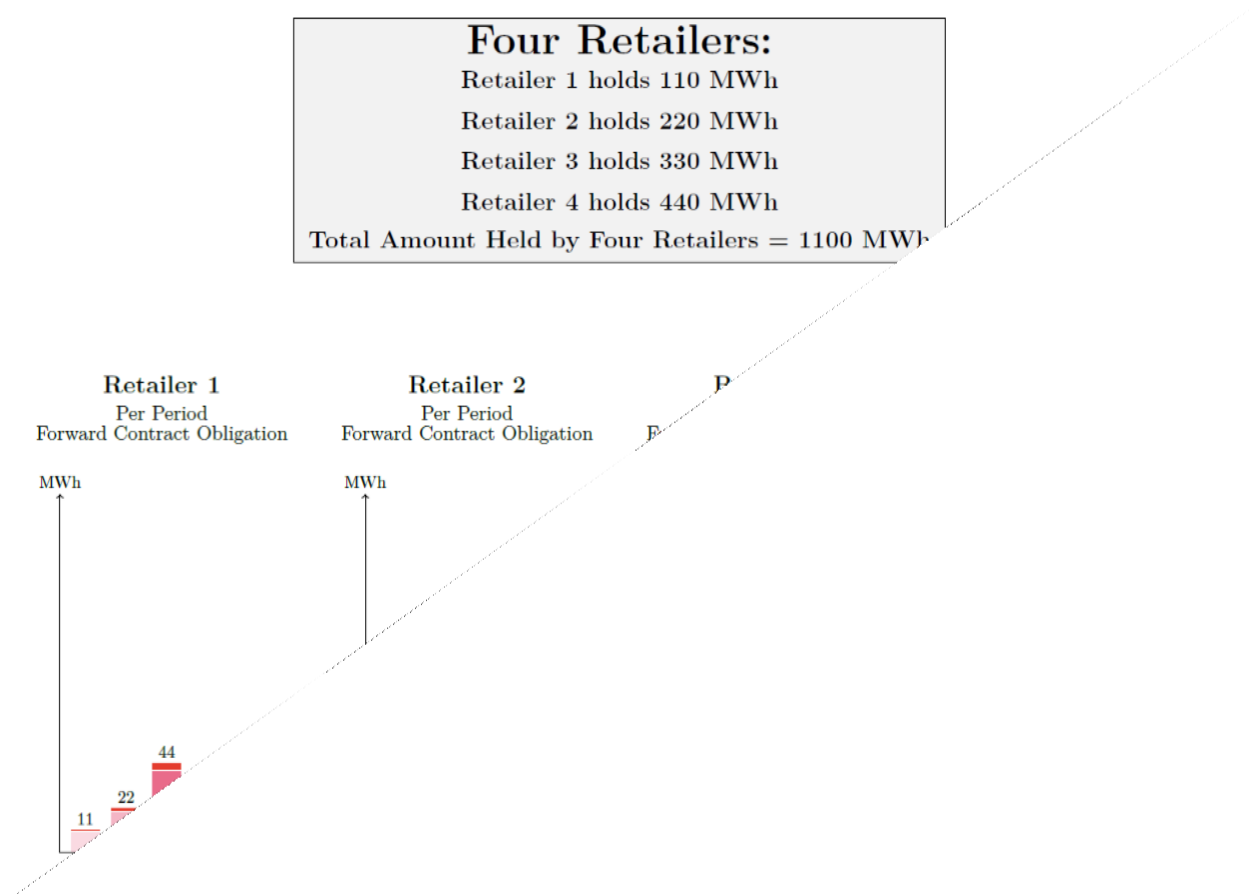 Four Retailers:
Retailer 1 holds 110 MWh
Retailer 2 holds 220 MWh
Retailer 3 holds 330 MWh
Retailer 4 holds 440 MWh
Total Amount Held by Four Retailers = 1100 MWh
Retailer 1
Per Period
Forward Contract Obligation
MWh
44
22
11
Retailer 2
Per Period
Forward Contract Obligation
MWh